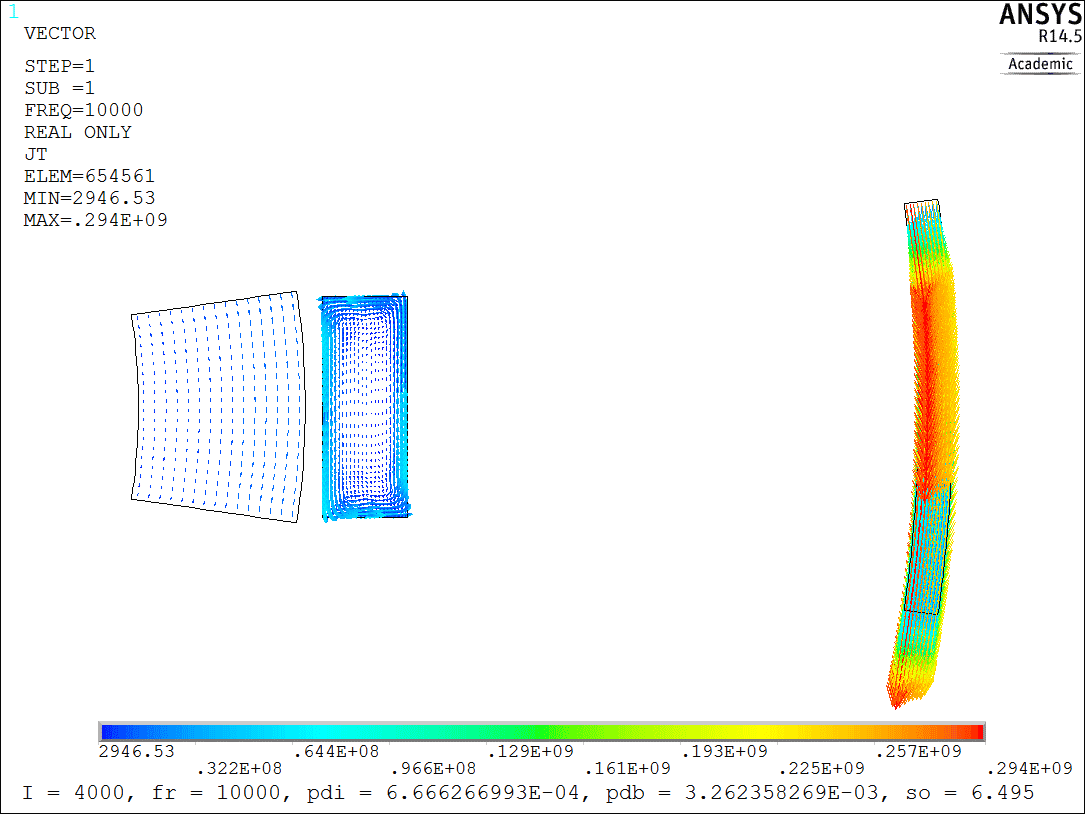 1
ANSYS
R14.5
Academic
VECTOR
STEP=1
SUB =1
FREQ=10000
REAL ONLY
JT
ELEM=654561
MIN=2946.53
MAX=.294E+09
2946.53 .644E+08 .129E+09 .193E+09 .257E+09
.322E+08 .966E+08 .161E+09 .225E+09 .294E+09
I = 4000, fr = 10000, pdi = 6.666266993E-04, pdb = 3.262358269E-03, so = 6.495